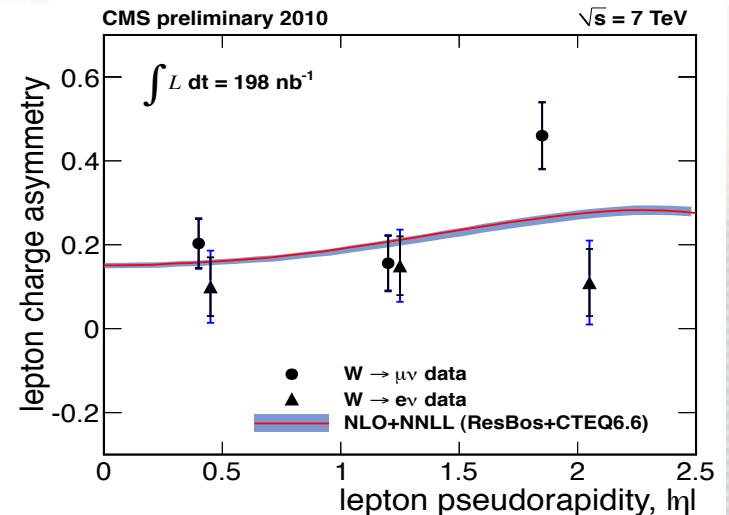 CMS preliminary 2010
√s = 7 TeV
∫ L dt = 198 nb⁻¹
lepton charge asymmetry
0.6
0.4
0.2
0
-0.2
W → μν data
W → eν data
NLO+NNLL (ResBos+CTEQ6.6)
0 0.5 1 1.5 2 2.5
lepton pseudorapidity, |η|